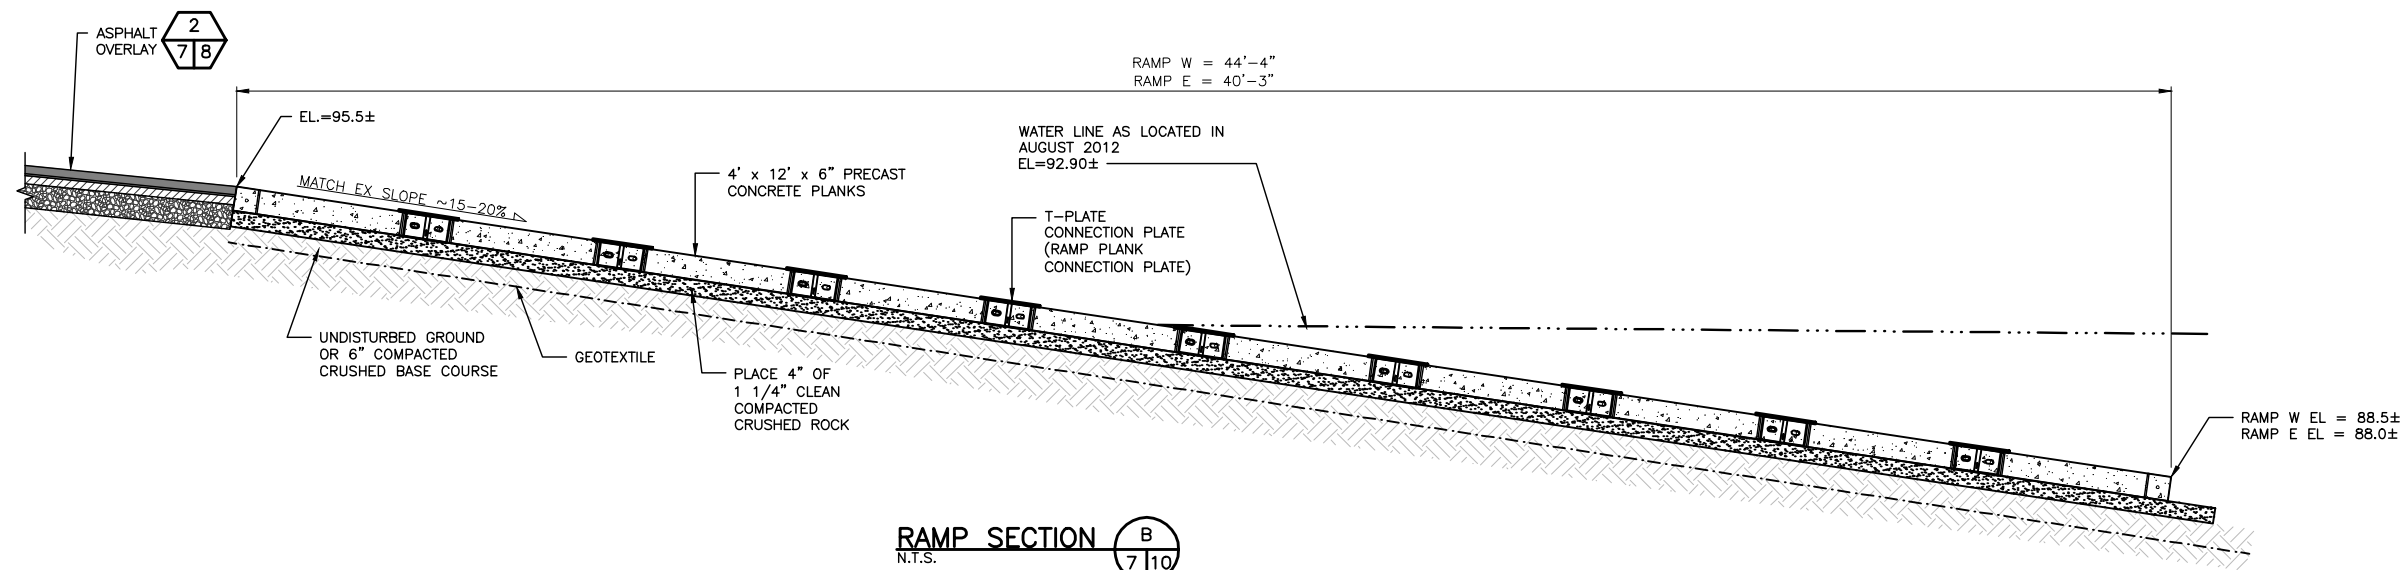 ASPHALT
OVERLAY
2
7 8
RAMP W = 44'-4"
RAMP E = 40'-3"
EL.=95.5±
WATER LINE AS LOCATED IN
AUGUST 2012
EL=92.90±
MATCH EX SLOPE ~15-20%
4' x 12' x 6" PRECAST
CONCRETE PLANKS
T-PLATE
CONNECTION PLATE
(RAMP PLANK
CONNECTION PLATE)
UNDISTURBED GROUND
OR 6" COMPACTED
CRUSHED BASE COURSE
GEOTEXTILE
PLACE 4" OF
1 1/4" CLEAN
COMPACTED
CRUSHED ROCK
RAMP W EL = 88.5±
RAMP E EL = 88.0±
RAMP SECTION
N.T.S.
B
7 10